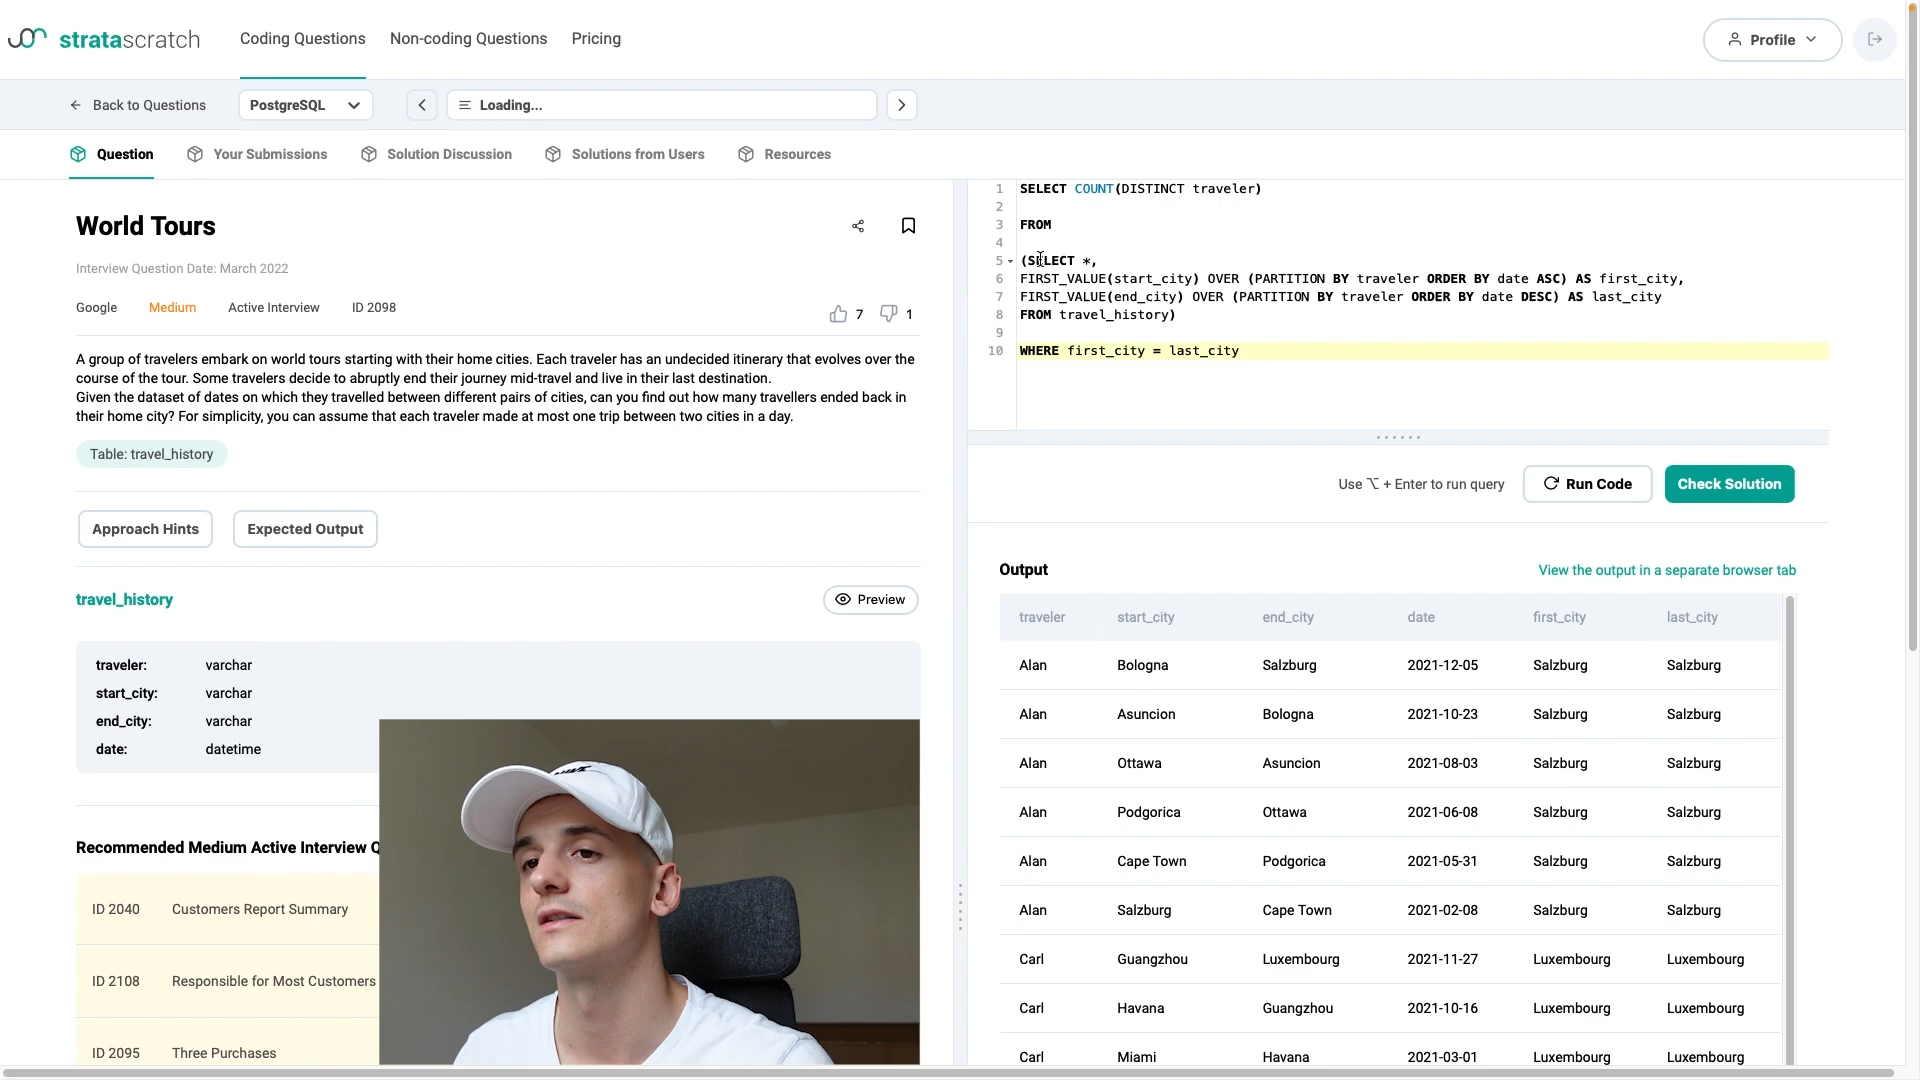 stratascratch
Coding Questions Non-coding Questions Pricing
Profile
Back to Questions PostgreSQL Loading...
Question Your Submissions Solution Discussion Solutions from Users Resources
World Tours
Interview Question Date: March 2022
Google Medium Active Interview ID 2098
7 1
A group of travelers embark on world tours starting with their home cities. Each traveler has an undecided itinerary that evolves over the
course of the tour. Some travelers decide to abruptly end their journey mid-travel and live in their last destination.
Given the dataset of dates on which they travelled between different pairs of cities, can you find out how many travellers ended back in
their home city? For simplicity, you can assume that each traveler made at most one trip between two cities in a day.
Table: travel_history
Approach Hints Expected Output
travel_history
Preview
traveler: varchar
start_city: varchar
end_city: varchar
date: datetime
Recommended Medium Active Interview Q
ID 2040 Customers Report Summary
ID 2108 Responsible for Most Customers
ID 2095 Three Purchases
1 SELECT COUNT(DISTINCT traveler)
2
3 FROM
4
5 (SELECT *,
6 FIRST_VALUE(start_city) OVER (PARTITION BY traveler ORDER BY date ASC) AS first_city,
7 FIRST_VALUE(end_city) OVER (PARTITION BY traveler ORDER BY date DESC) AS last_city
8 FROM travel_history)
9
10 WHERE first_city = last_city
Use ⌥ + Enter to run query Run Code Check Solution
Output
View the output in a separate browser tab
traveler start_city end_city date first_city last_city
Alan Bologna Salzburg 2021-12-05 Salzburg Salzburg
Alan Asuncion Bologna 2021-10-23 Salzburg Salzburg
Alan Ottawa Asuncion 2021-08-03 Salzburg Salzburg
Alan Podgorica Ottawa 2021-06-08 Salzburg Salzburg
Alan Cape Town Podgorica 2021-05-31 Salzburg Salzburg
Alan Salzburg Cape Town 2021-02-08 Salzburg Salzburg
Carl Guangzhou Luxembourg 2021-11-27 Luxembourg Luxembourg
Carl Havana Guangzhou 2021-10-16 Luxembourg Luxembourg
Carl Miami Havana 2021-03-01 Luxembourg Luxembourg